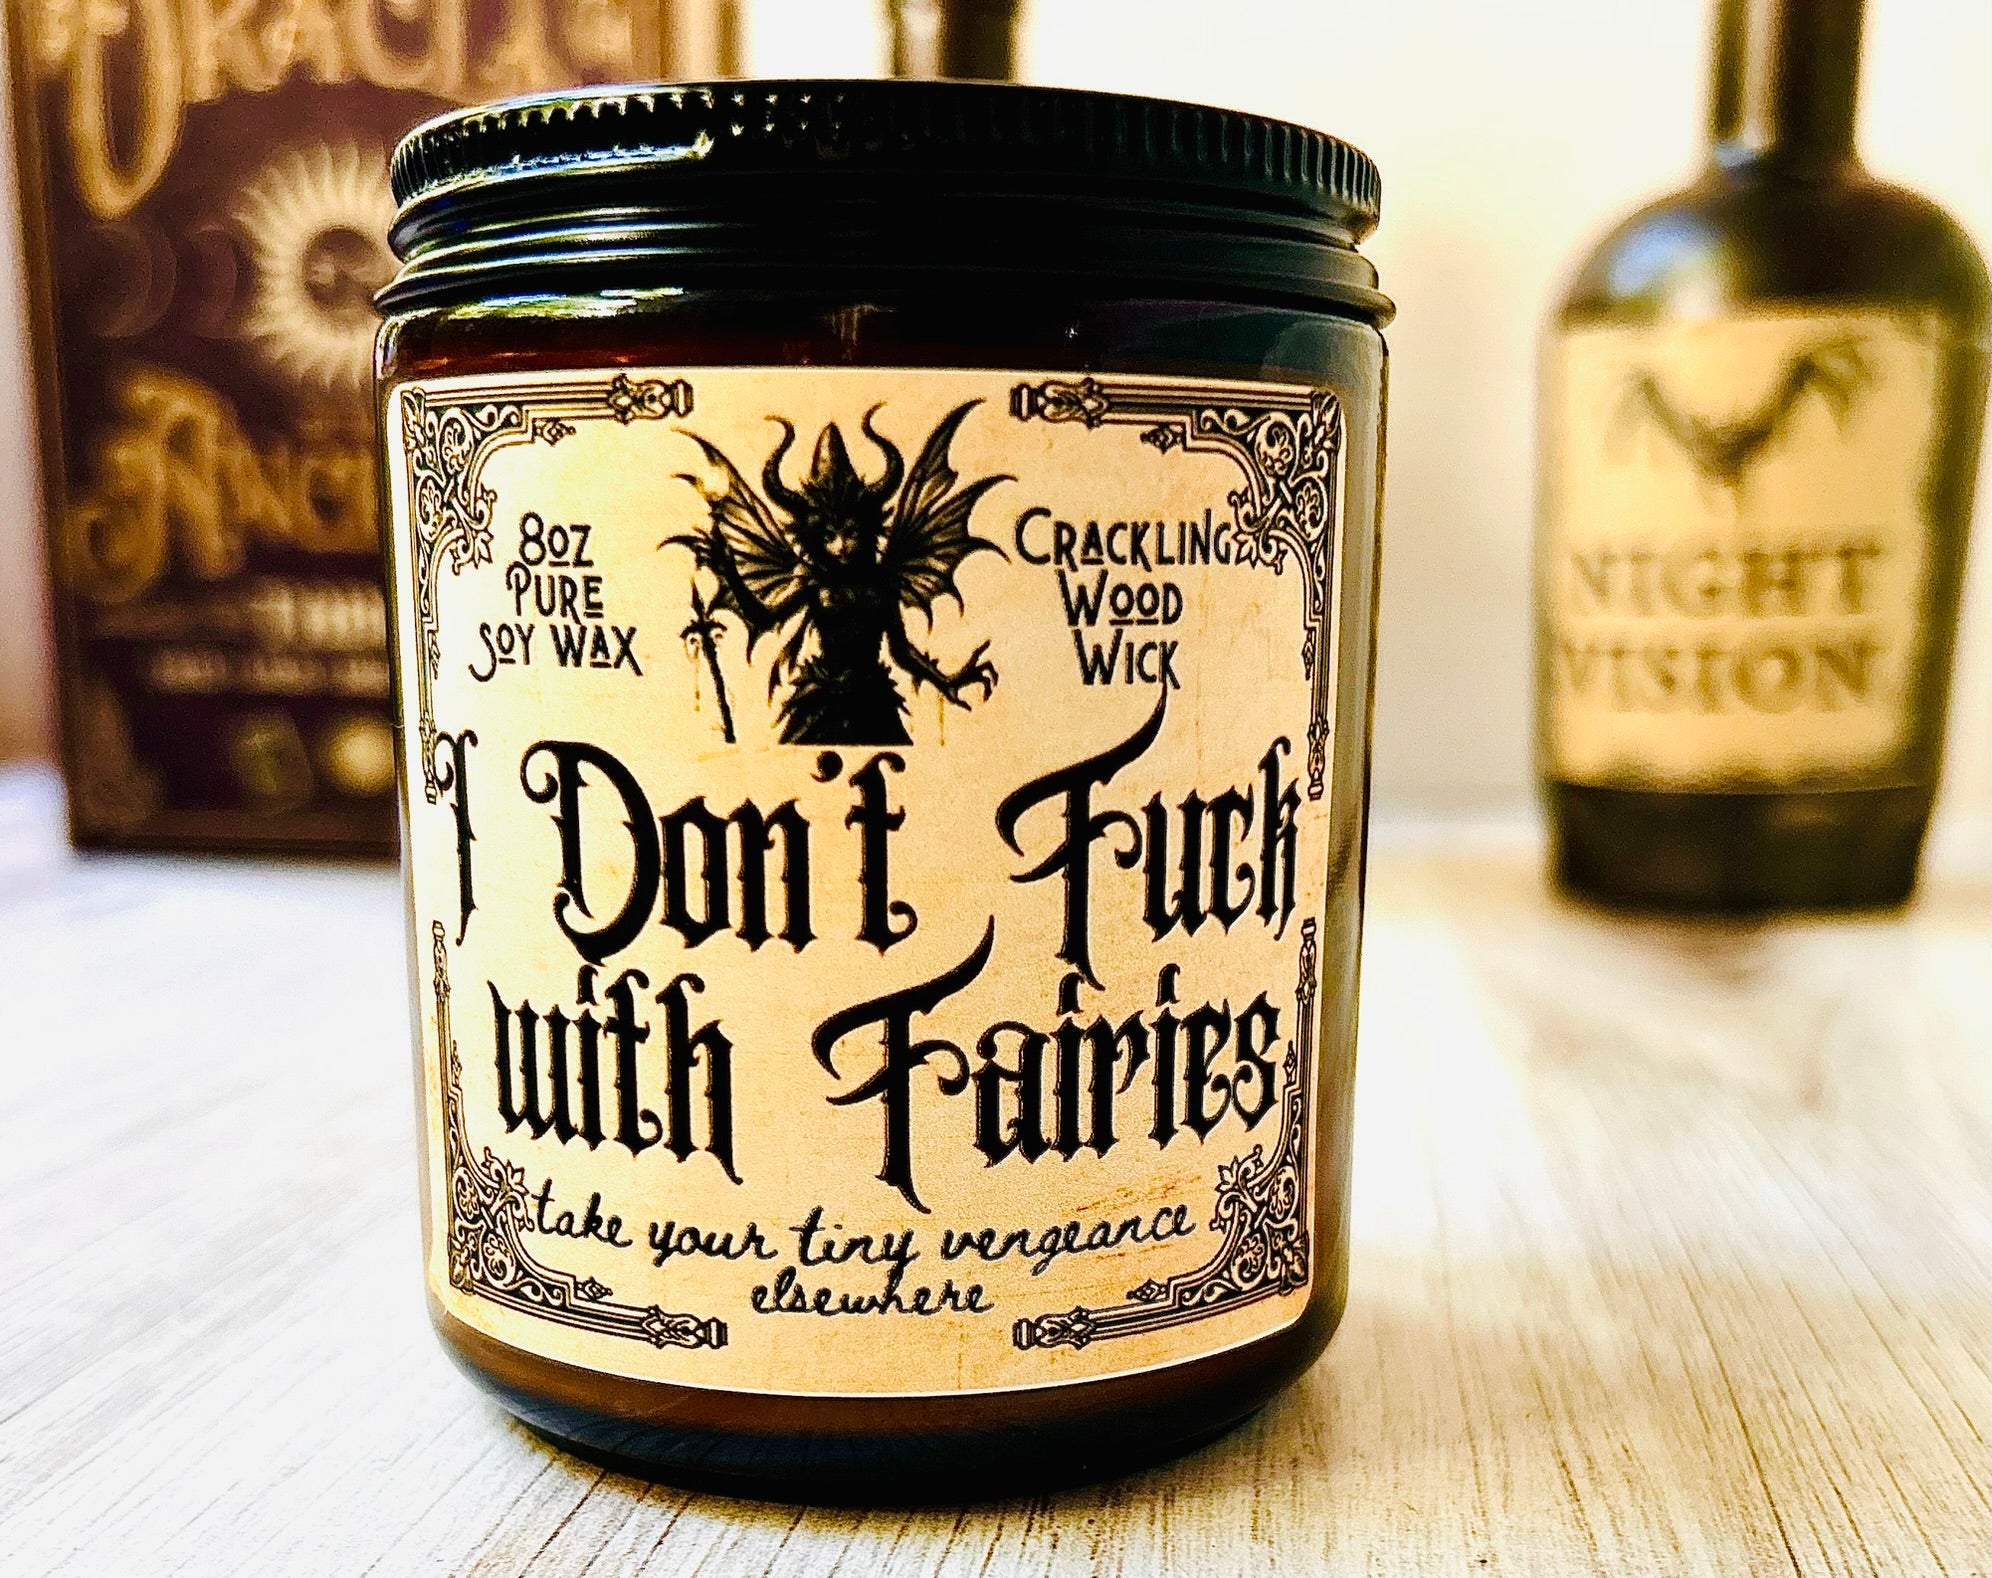 8oz
Pure
Soy Wax
Crackling
Wood
Wick
I Don't Fuck
with Fairies
take your tiny vengeance
elsewhere
NIGHT
VISION